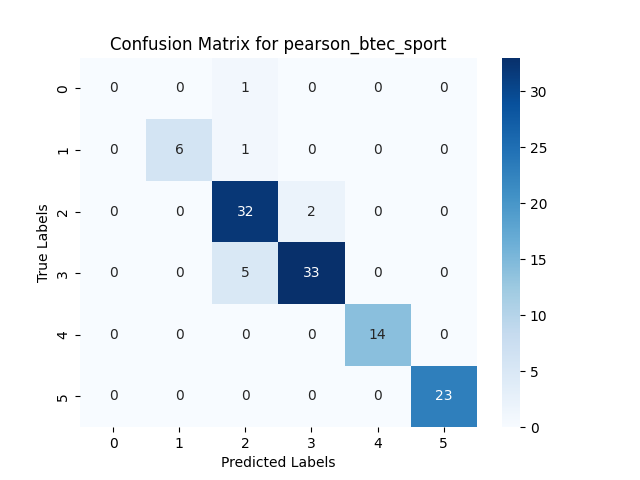 Confusion Matrix for pearson_btec_sport
0 0 0 1 0 0 0
1 0 6 1 0 0 0
2 0 0 32 2 0 0
3 0 0 5 33 0 0
4 0 0 0 0 14 0
5 0 0 0 0 0 23
0 1 2 3 4 5
Predicted Labels
True Labels
30
25
20
15
10
5
0